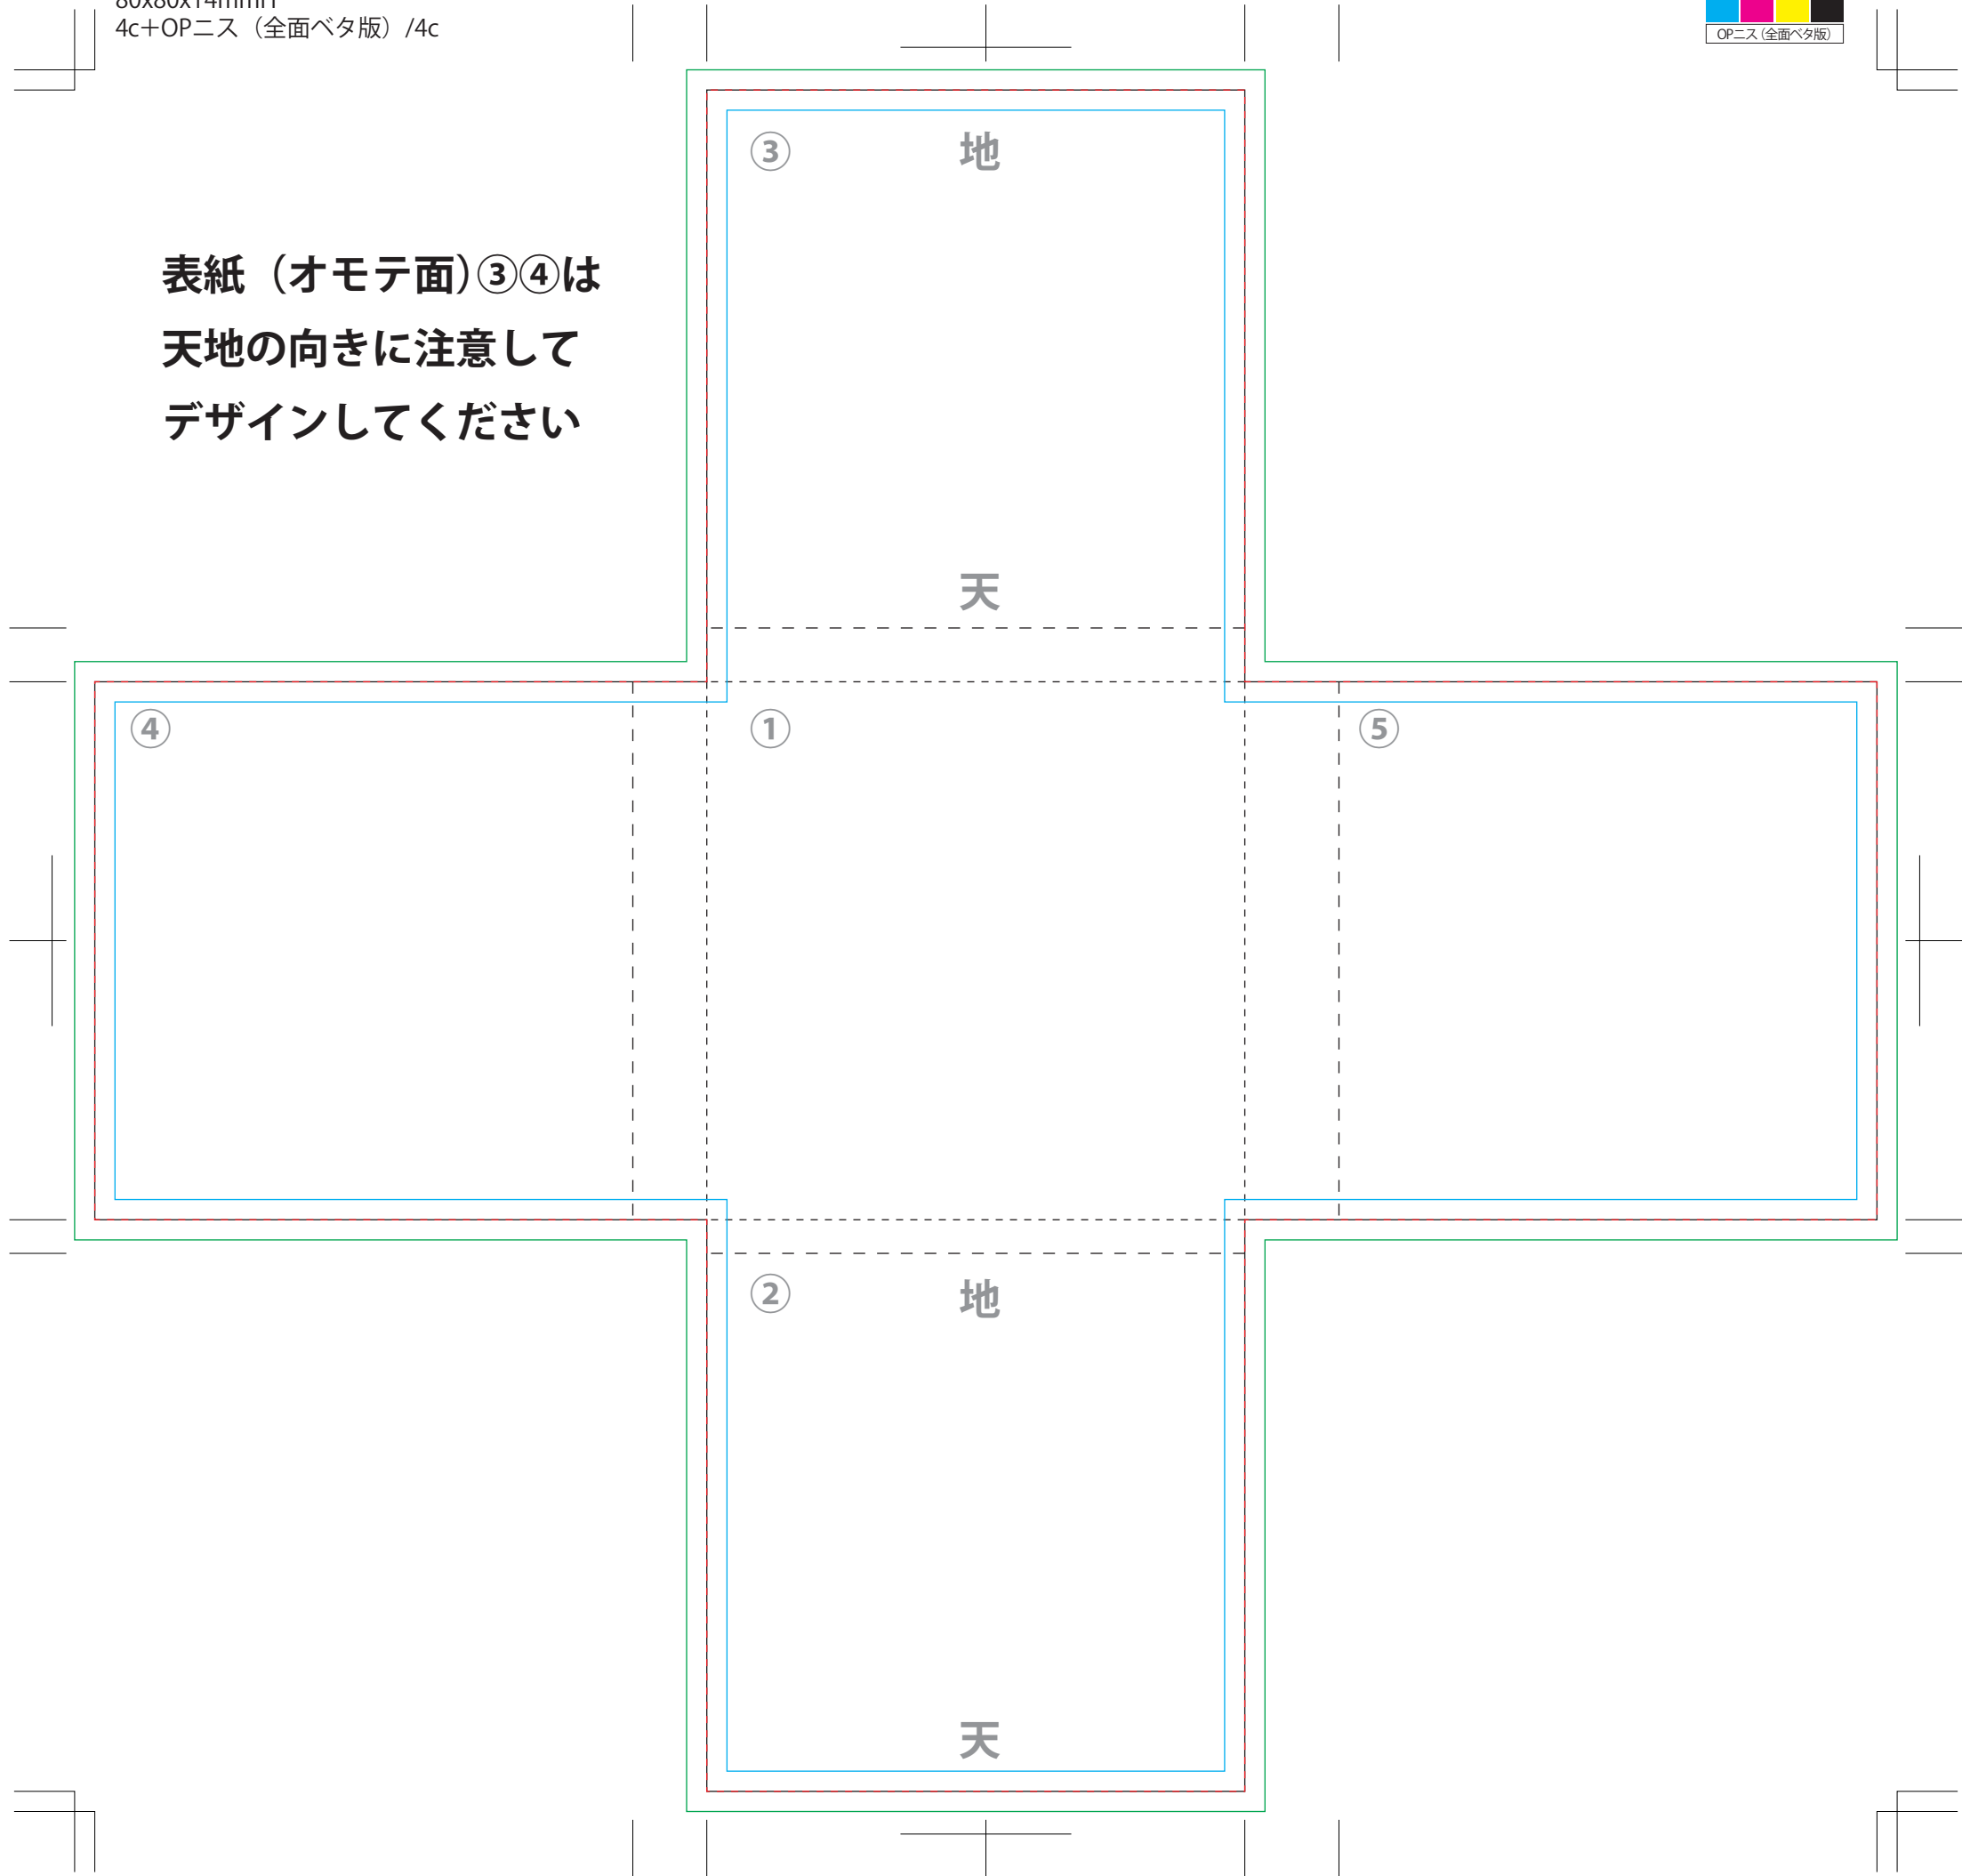 80x80x14mmH
4c＋OPニス（全面ベタ版）/4c
OPニス（全面ベタ版）
③
地
表紙（オモテ面）③④は
天地の向きに注意して
デザインしてください
天
④
①
⑤
②
地
天